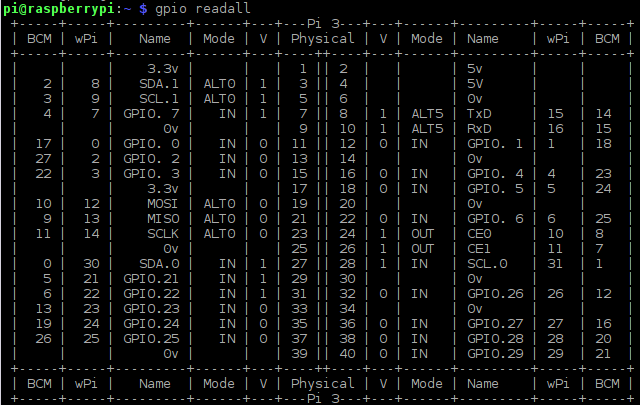 pi@raspberrypi:~ $ gpio readall
+-----+-----+---------+------+---+---Pi 3---+---+------+---------+-----+-----+
| BCM | wPi |   Name  | Mode | V | Physical | V | Mode | Name    | wPi | BCM |
+-----+-----+---------+------+---+----++----+---+------+---------+-----+-----+
|     |     |    3.3v |      |   |  1 || 2  |   |      | 5v      |     |     |
|   2 |   8 |   SDA.1 | ALT0 | 1 |  3 || 4  |   |      | 5V      |     |     |
|   3 |   9 |   SCL.1 | ALT0 | 1 |  5 || 6  |   |      | 0v      |     |     |
|   4 |   7 | GPIO. 7 |   IN | 1 |  7 || 8  | 1 | ALT5 | TxD     | 15  | 14  |
|     |     |      0v |      |   |  9 || 10 | 1 | ALT5 | RxD     | 16  | 15  |
|  17 |   0 | GPIO. 0 |   IN | 0 | 11 || 12 | 0 | IN   | GPIO. 1 | 1   | 18  |
|  27 |   2 | GPIO. 2 |   IN | 0 | 13 || 14 |   |      | 0v      |     |     |
|  22 |   3 | GPIO. 3 |   IN | 0 | 15 || 16 | 0 | IN   | GPIO. 4 | 4   | 23  |
|     |     |    3.3v |      |   | 17 || 18 | 0 | IN   | GPIO. 5 | 5   | 24  |
|  10 |  12 |    MOSI | ALT0 | 0 | 19 || 20 |   |      | 0v      |     |     |
|   9 |  13 |    MISO | ALT0 | 0 | 21 || 22 | 0 | IN   | GPIO. 6 | 6   | 25  |
|  11 |  14 |    SCLK | ALT0 | 0 | 23 || 24 | 1 | OUT  | CE0     | 10  | 8   |
|     |     |      0v |      |   | 25 || 26 | 1 | OUT  | CE1     | 11  | 7   |
|   0 |  30 |   SDA.0 |   IN | 1 | 27 || 28 | 1 | IN   | SCL.0   | 31  | 1   |
|   5 |  21 | GPIO.21 |   IN | 1 | 29 || 30 |   |      | 0v      |     |     |
|   6 |  22 | GPIO.22 |   IN | 1 | 31 || 32 | 0 | IN   | GPIO.26 | 26  | 12  |
|  13 |  23 | GPIO.23 |   IN | 0 | 33 || 34 |   |      | 0v      |     |     |
|  19 |  24 | GPIO.24 |   IN | 0 | 35 || 36 | 0 | IN   | GPIO.27 | 27  | 16  |
|  26 |  25 | GPIO.25 |   IN | 0 | 37 || 38 | 0 | IN   | GPIO.28 | 28  | 20  |
|     |     |      0v |      |   | 39 || 40 | 0 | IN   | GPIO.29 | 29  | 21  |
+-----+-----+---------+------+---+----++----+---+------+---------+-----+-----+
| BCM | wPi |   Name  | Mode | V | Physical | V | Mode | Name    | wPi | BCM |
+-----+-----+---------+------+---+---Pi 3---+---+------+---------+-----+-----+